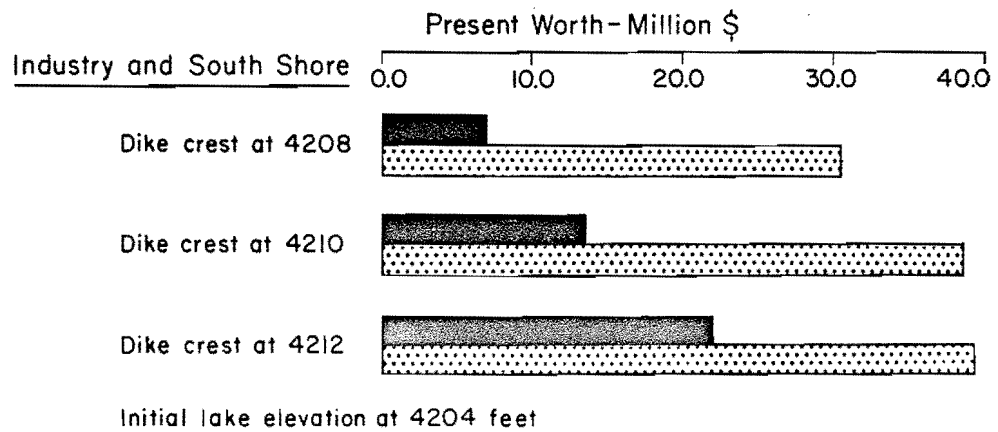 Present Worth-Million $
Industry and South Shore
0.0 10.0 20.0 30.0 40.0
Dike crest at 4208
Dike crest at 4210
Dike crest at 4212
Initial lake elevation at 4204 feet